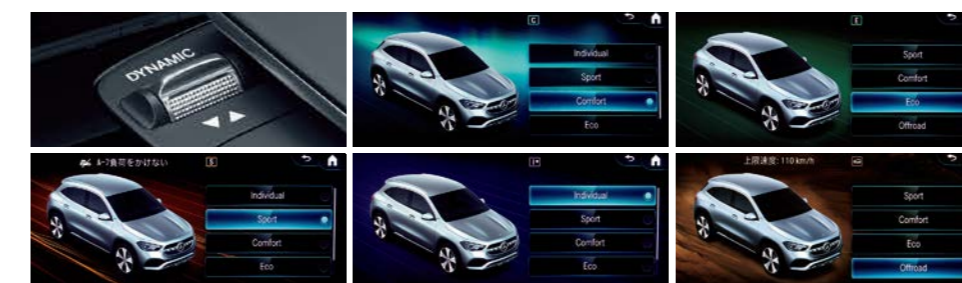 DYNAMIC
C
Individual
Sport
Comfort
Eco
E
Sport
Comfort
Eco
Offroad
ルーフ負荷をかけない
S
Individual
Sport
Comfort
Eco
I
Individual
Sport
Comfort
Eco
上限速度: 110 km/h
Sport
Comfort
Eco
Offroad